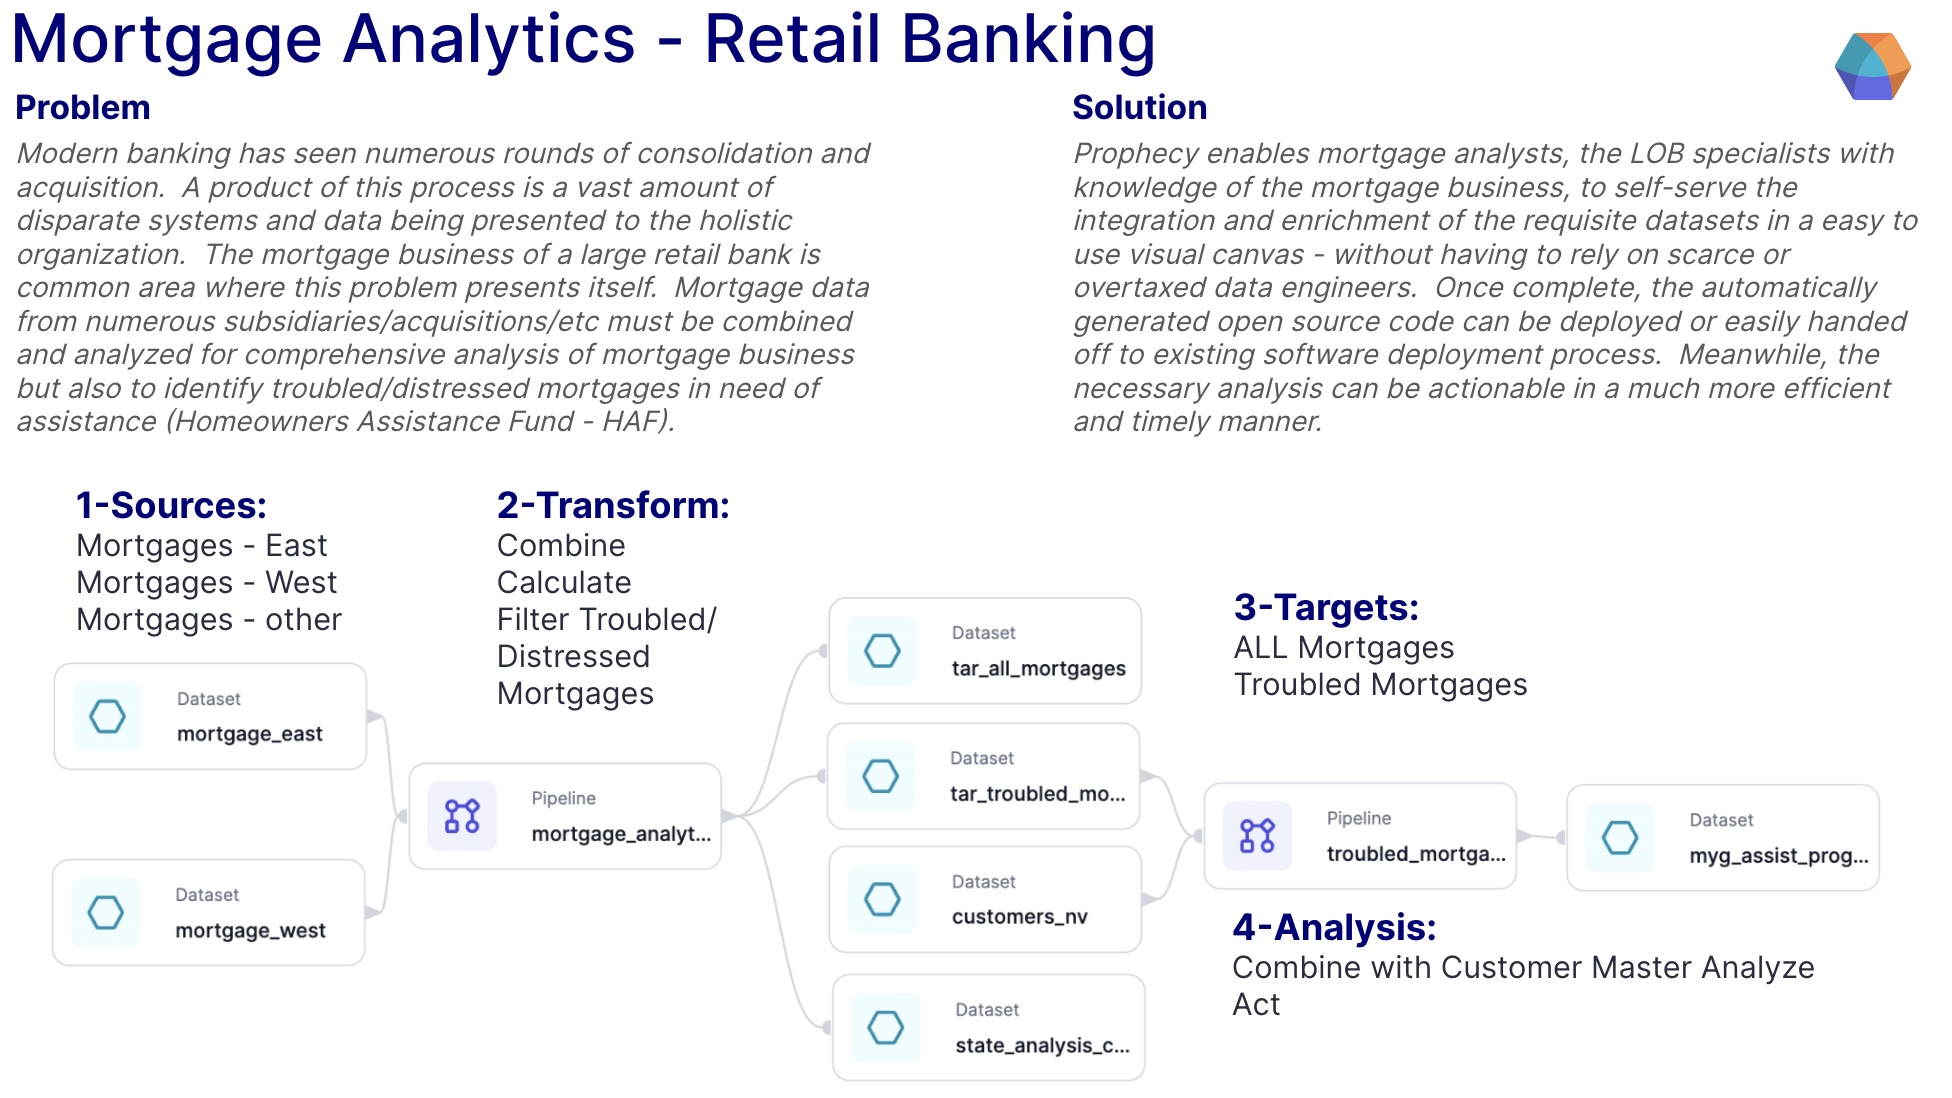 Mortgage Analytics - Retail Banking
Problem
Modern banking has seen numerous rounds of consolidation and
acquisition.  A product of this process is a vast amount of
disparate systems and data being presented to the holistic
organization.  The mortgage business of a large retail bank is
common area where this problem presents itself.  Mortgage data
from numerous subsidiaries/acquisitions/etc must be combined
and analyzed for comprehensive analysis of mortgage business
but also to identify troubled/distressed mortgages in need of
assistance (Homeowners Assistance Fund - HAF).
Solution
Prophecy enables mortgage analysts, the LOB specialists with
knowledge of the mortgage business, to self-serve the
integration and enrichment of the requisite datasets in a easy to
use visual canvas - without having to rely on scarce or
overtaxed data engineers.  Once complete, the automatically
generated open source code can be deployed or easily handed
off to existing software deployment process.  Meanwhile, the
necessary analysis can be actionable in a much more efficient
and timely manner.
1-Sources:
Mortgages - East
Mortgages - West
Mortgages - other
Dataset
mortgage_east
Dataset
mortgage_west
2-Transform:
Combine
Calculate
Filter Troubled/
Distressed
Mortgages
Pipeline
mortgage_analyt...
Dataset
tar_all_mortgages
Dataset
tar_troubled_mo...
Dataset
customers_nv
Dataset
state_analysis_c...
3-Targets:
ALL Mortgages
Troubled Mortgages
Pipeline
troubled_mortga...
Dataset
myg_assist_prog...
4-Analysis:
Combine with Customer Master Analyze
Act